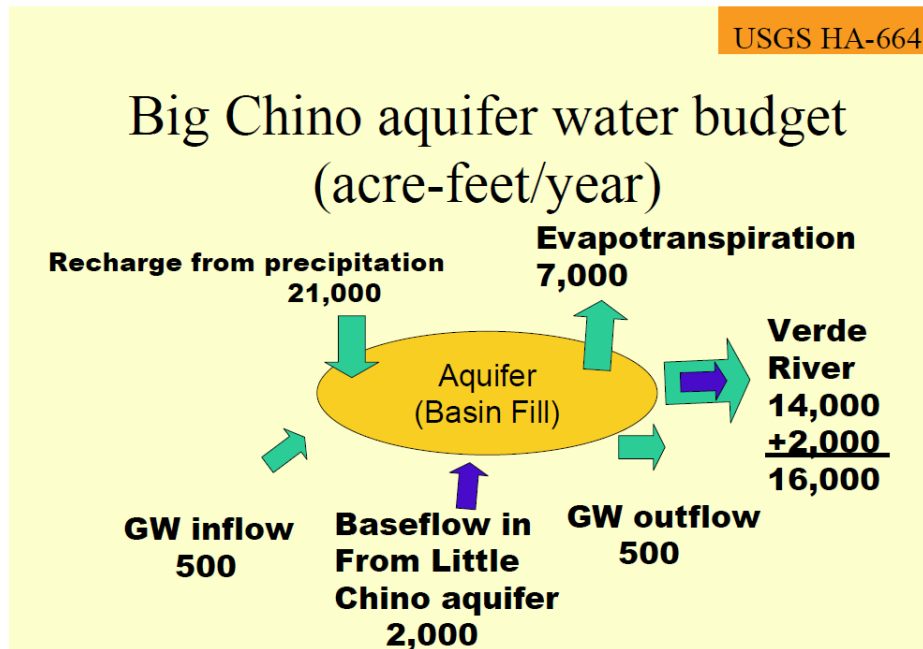 USGS HA-664
Big Chino aquifer water budget
(acre-feet/year)
Recharge from precipitation
21,000
Evapotranspiration
7,000
Aquifer
(Basin Fill)
Verde
River
14,000
+2,000
16,000
GW inflow
500
Baseflow in
From Little
Chino aquifer
2,000
GW outflow
500